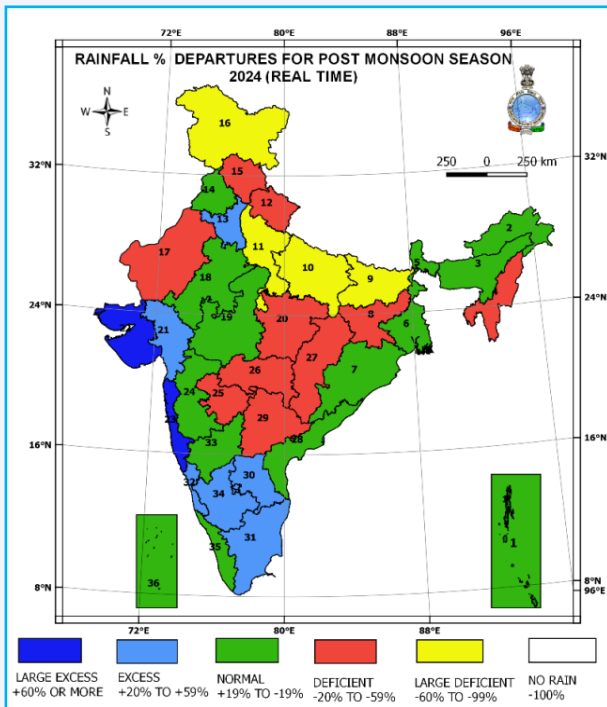 72°E 80°E 88°E 96°E
RAINFALL % DEPARTURES FOR POST MONSOON SEASON
2024 (REAL TIME)
N
W E
S
16
32°N 32°N
250 0 250 km
15
14
12
13
2
17
11
5
3
18
10
9
24°N 24°N
19
20
8
6
21
27
7
26
24
25
23
29
28
16°N 33 16°N
32
30
34
31
35
1
36
8°N 8°N
96°E
72°E 80°E 88°E
LARGE EXCESS EXCESS NORMAL DEFICIENT LARGE DEFICIENT NO RAIN
+60% OR MORE +20% TO +59% +19% TO -19% -20% TO -59% -60% TO -99% -100%